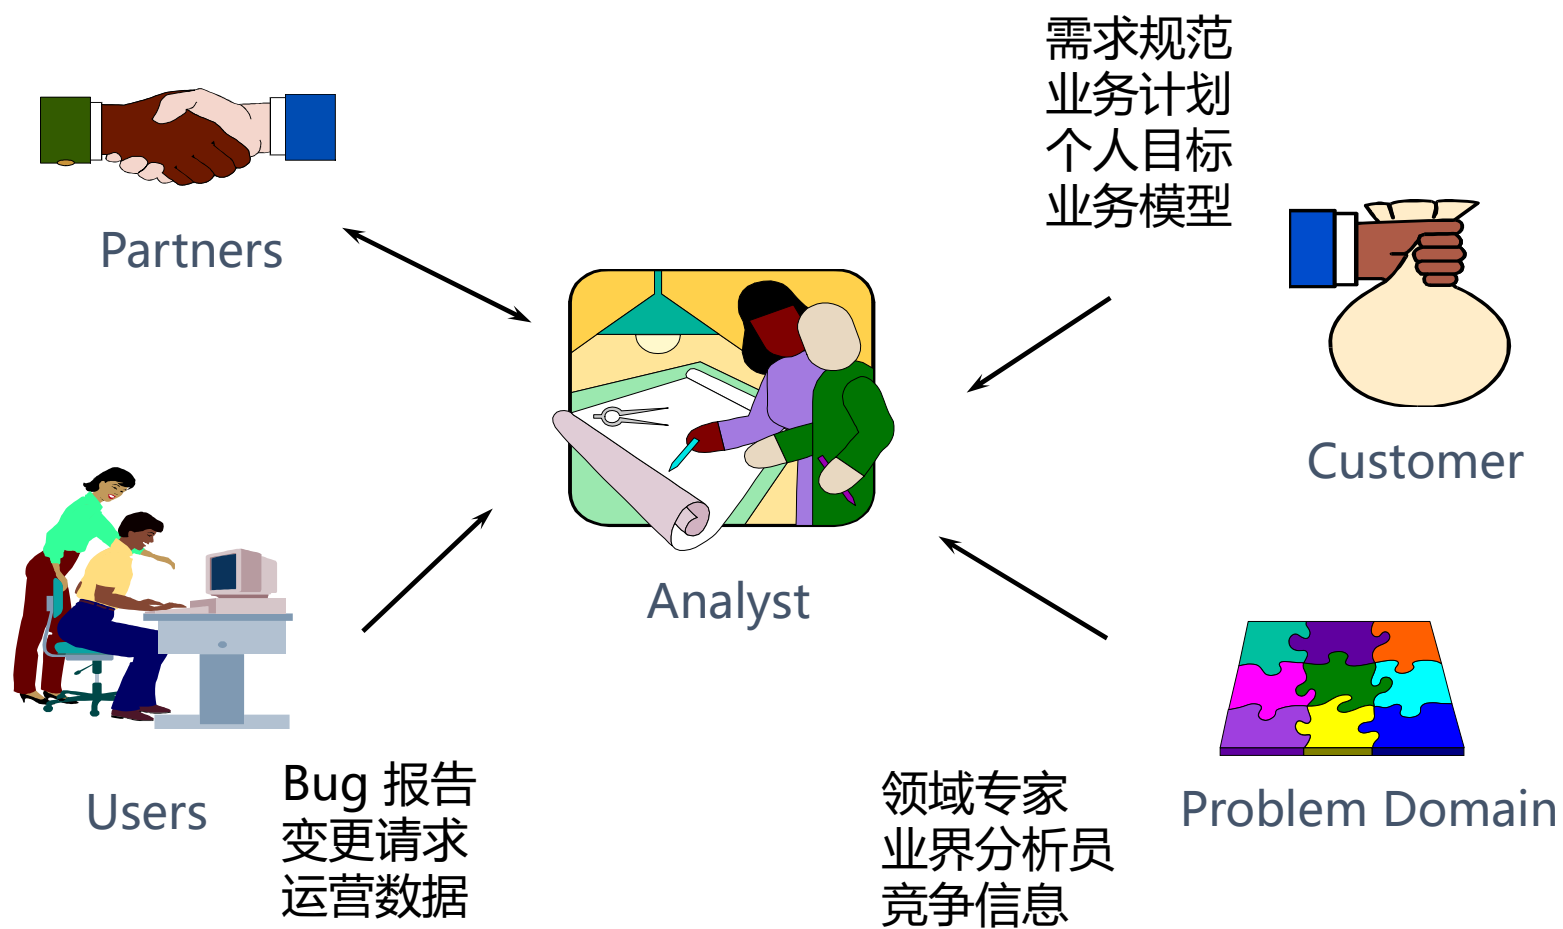 需求规范
业务计划
个人目标
业务模型
Partners
Customer
Analyst
Users
Bug 报告
变更请求
运营数据
领域专家
业界分析员
竞争信息
Problem Domain